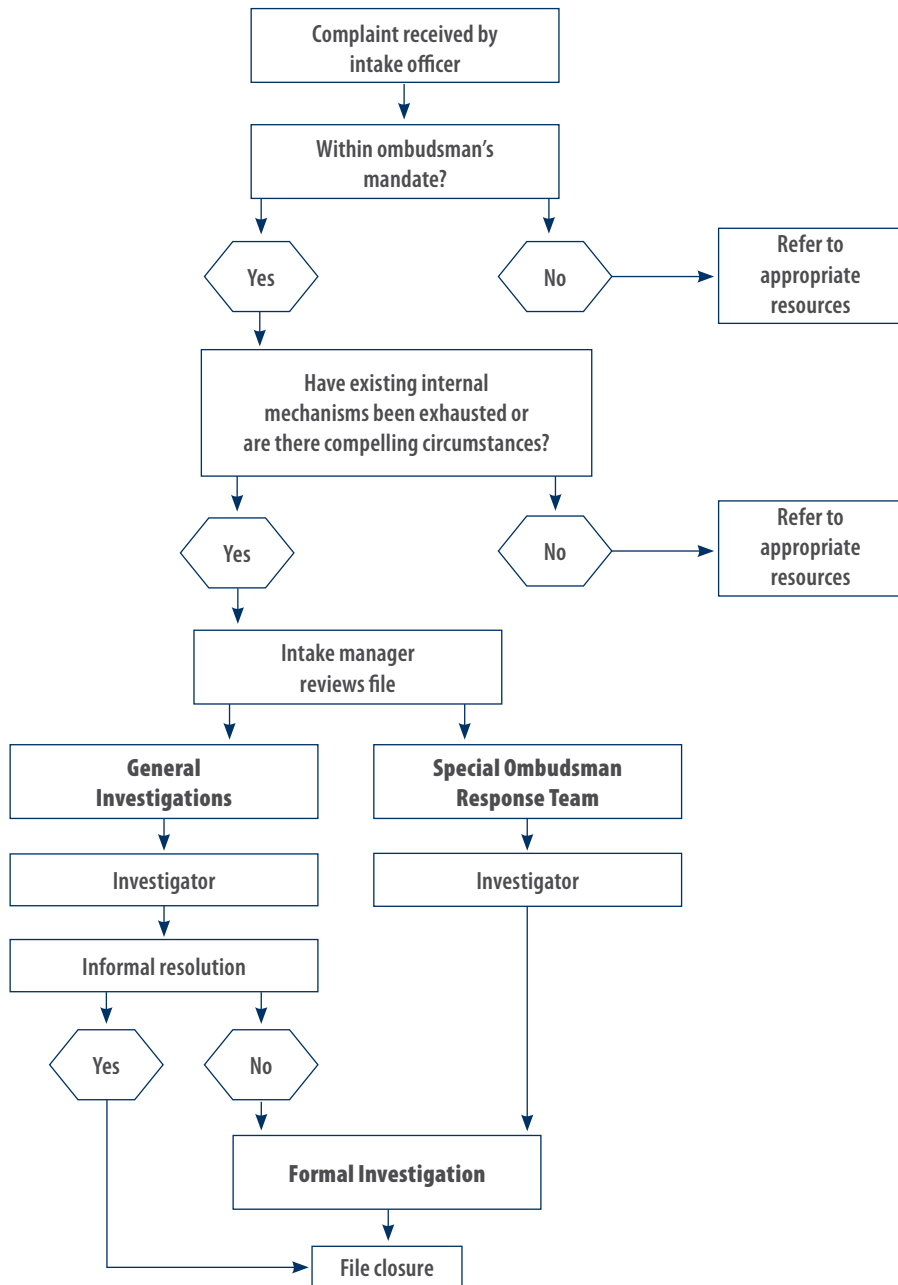 Complaint received by
intake officer
Within ombudsman's
mandate?
Yes
No
Refer to
appropriate
resources
Have existing internal
mechanisms been exhausted or
are there compelling circumstances?
Yes
No
Refer to
appropriate
resources
Intake manager
reviews file
General
Investigations
Special Ombudsman
Response Team
Investigator
Investigator
Informal resolution
Yes
No
Formal Investigation
File closure